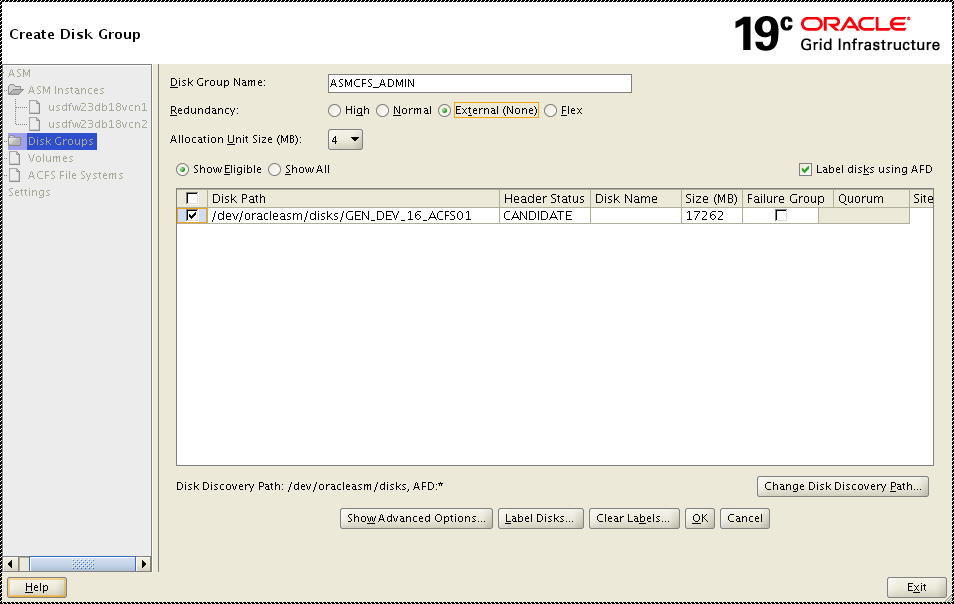 Create Disk Group
19c ORACLE
Grid Infrastructure
ASM
ASM Instances
usdfw23db18vcn1
usdfw23db18vcn2
Disk Groups
Volumes
ACFS File Systems
Settings
Disk Group Name: ASMCFS_ADMIN
Redundancy: High Normal External (None) Flex
Allocation Unit Size (MB): 4
Show Eligible Show All Label disks using AFD
Disk Path Header Status Disk Name Size (MB) Failure Group Quorum Site
/dev/oracleasm/disks/GEN_DEV_16_ACFS01 CANDIDATE 17262
Disk Discovery Path: /dev/oracleasm/disks, AFD:* Change Disk Discovery Path...
Show Advanced Options... Label Disks... Clear Labels... OK Cancel
Help Exit